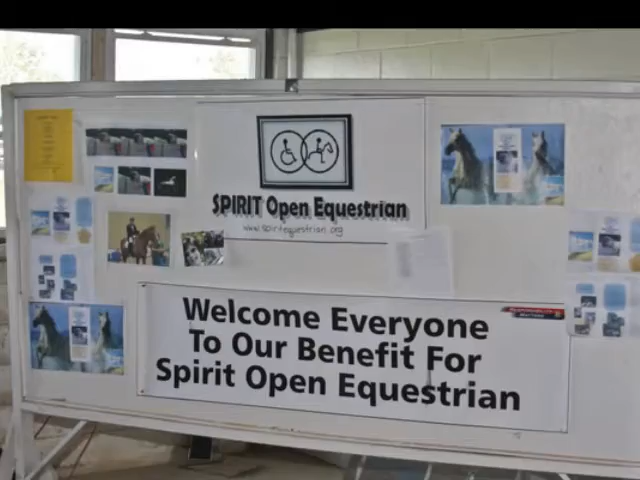 SPIRIT Open Equestrian
www.spiritequestrian.org
Welcome Everyone
To Our Benefit For
Spirit Open Equestrian